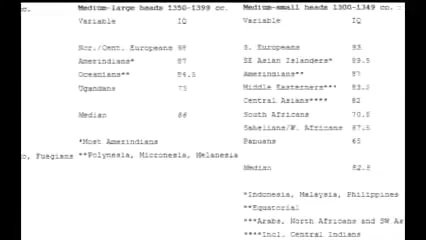 Medium-large heads 1350-1399 cc.
Variable IQ
Nor./Cent. Europeans 98
Amerindians* 87
Oceanians** 84.5
Ugandans 73
Median 86
*Most Amerindians
**Polynesia, Micronesia, Melanesia
o, Fuegians
Medium-small heads 1300-1349 cc.
Variable IQ
S. Europeans 93
SE Asian Islanders* 89.5
Amerindians** 87
Middle Easterners*** 83.2
Central Asians**** 82
South Africans 70.5
Sahelians/W. Africans 67.5
Papuans 65
Median 82.5
*Indonesia, Malaysia, Philippines
**Equatorial
***Arabs, North Africans and SW As
****Incl. Central Indians